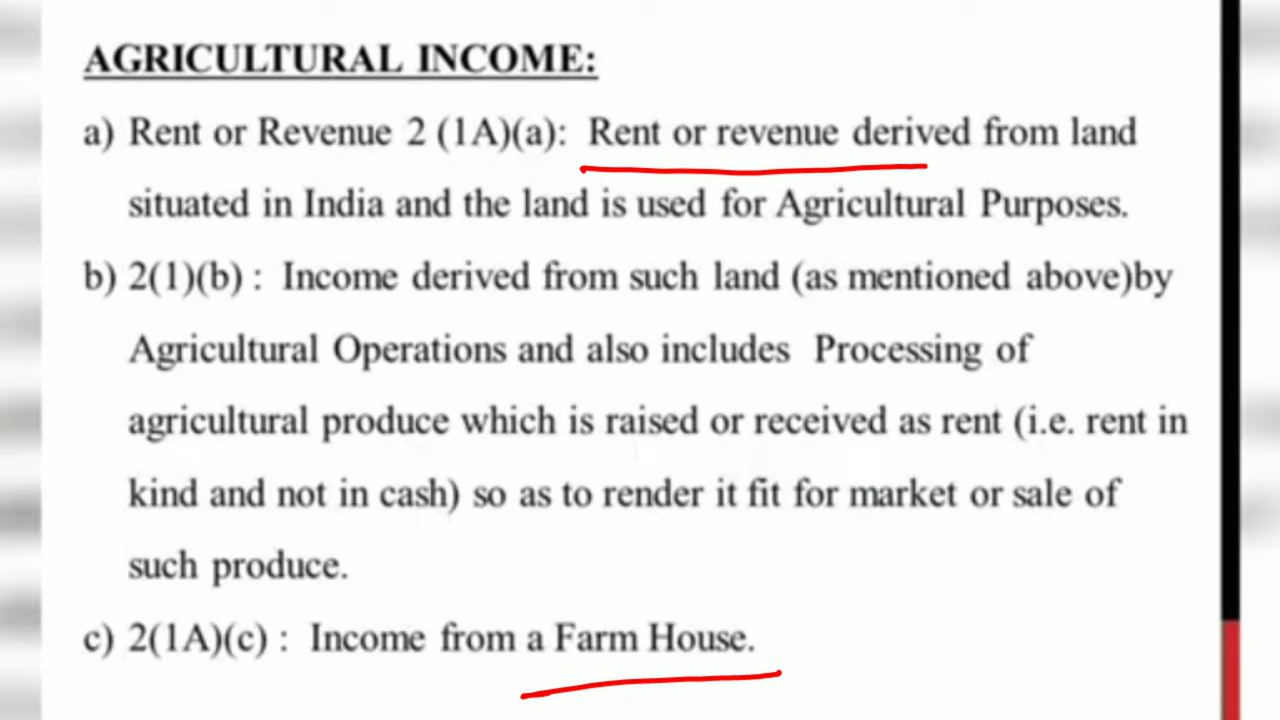 AGRICULTURAL INCOME:
a) Rent or Revenue 2 (1A)(a): Rent or revenue derived from land
situated in India and the land is used for Agricultural Purposes.
b) 2(1)(b) : Income derived from such land (as mentioned above)by
Agricultural Operations and also includes Processing of
agricultural produce which is raised or received as rent (i.e. rent in
kind and not in cash) so as to render it fit for market or sale of
such produce.
c) 2(1A)(c) : Income from a Farm House.